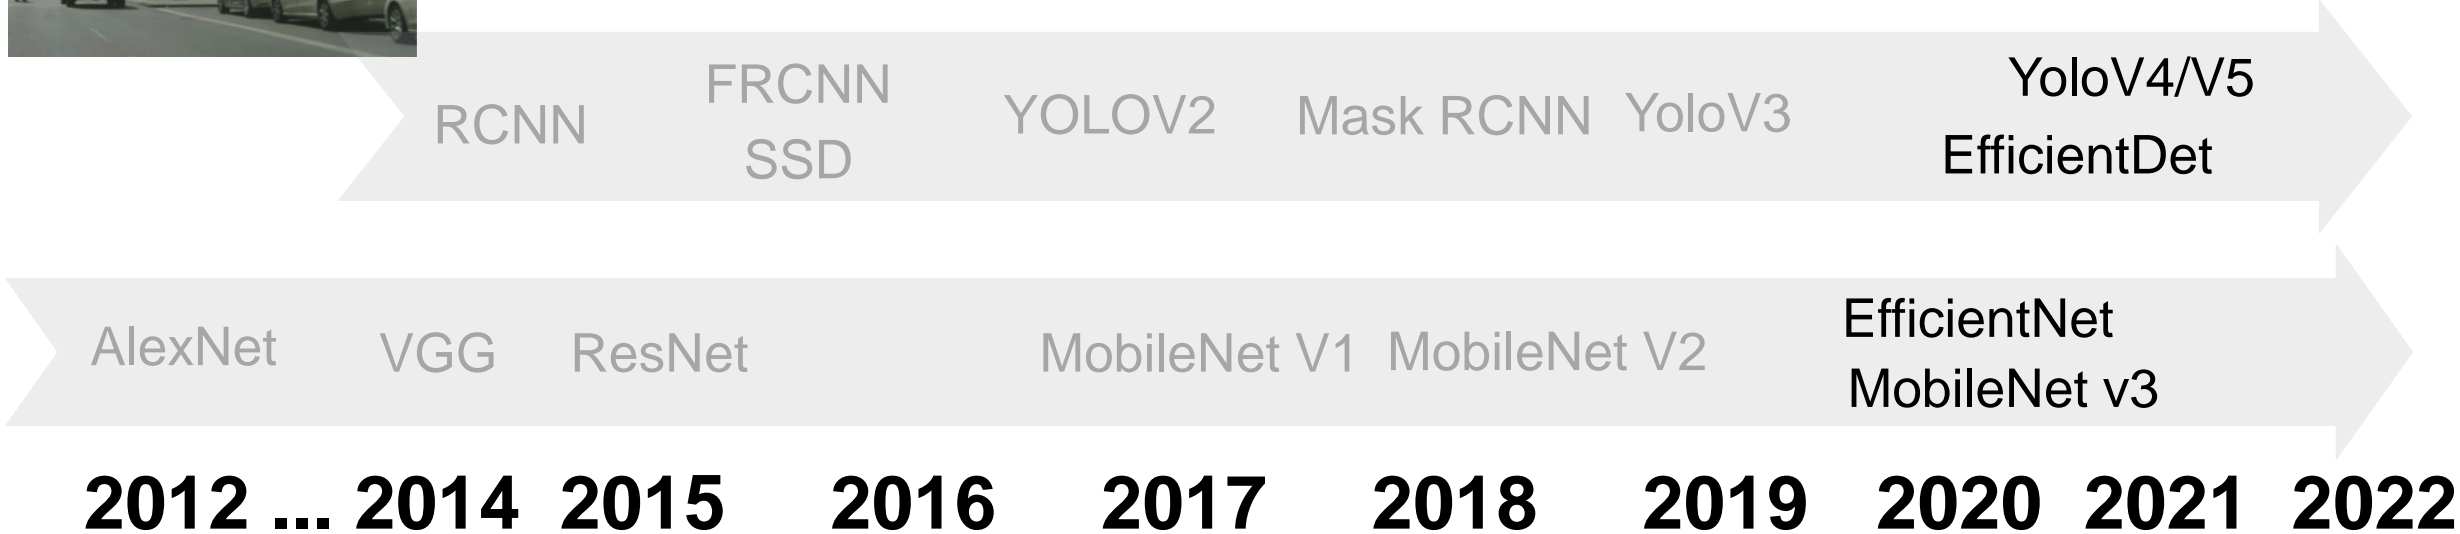 RCNN
FRCNN
SSD
YOLOV2
Mask RCNN
YoloV3
YoloV4/V5
EfficientDet
AlexNet
VGG
ResNet
MobileNet V1
MobileNet V2
EfficientNet
MobileNet v3
2012 ... 2014 2015 2016 2017 2018 2019 2020 2021 2022